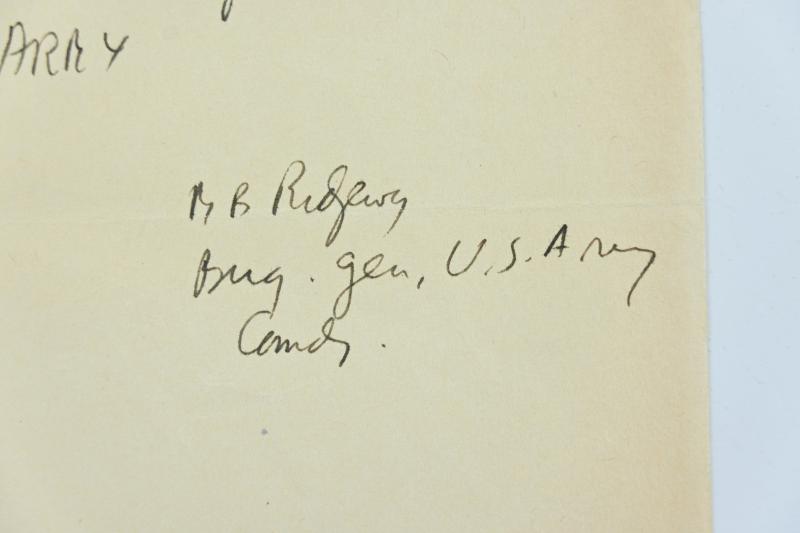 ARMY
M B Ridgway
Brig. Gen, U.S. Army
Comdg.